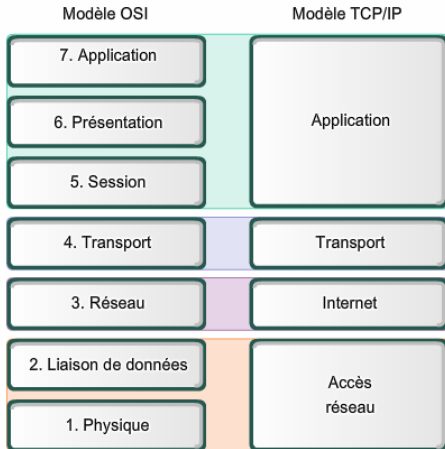 Modèle OSI
Modèle TCP/IP
7. Application
6. Présentation
5. Session
Application
4. Transport
Transport
3. Réseau
Internet
2. Liaison de données
1. Physique
Accès
réseau